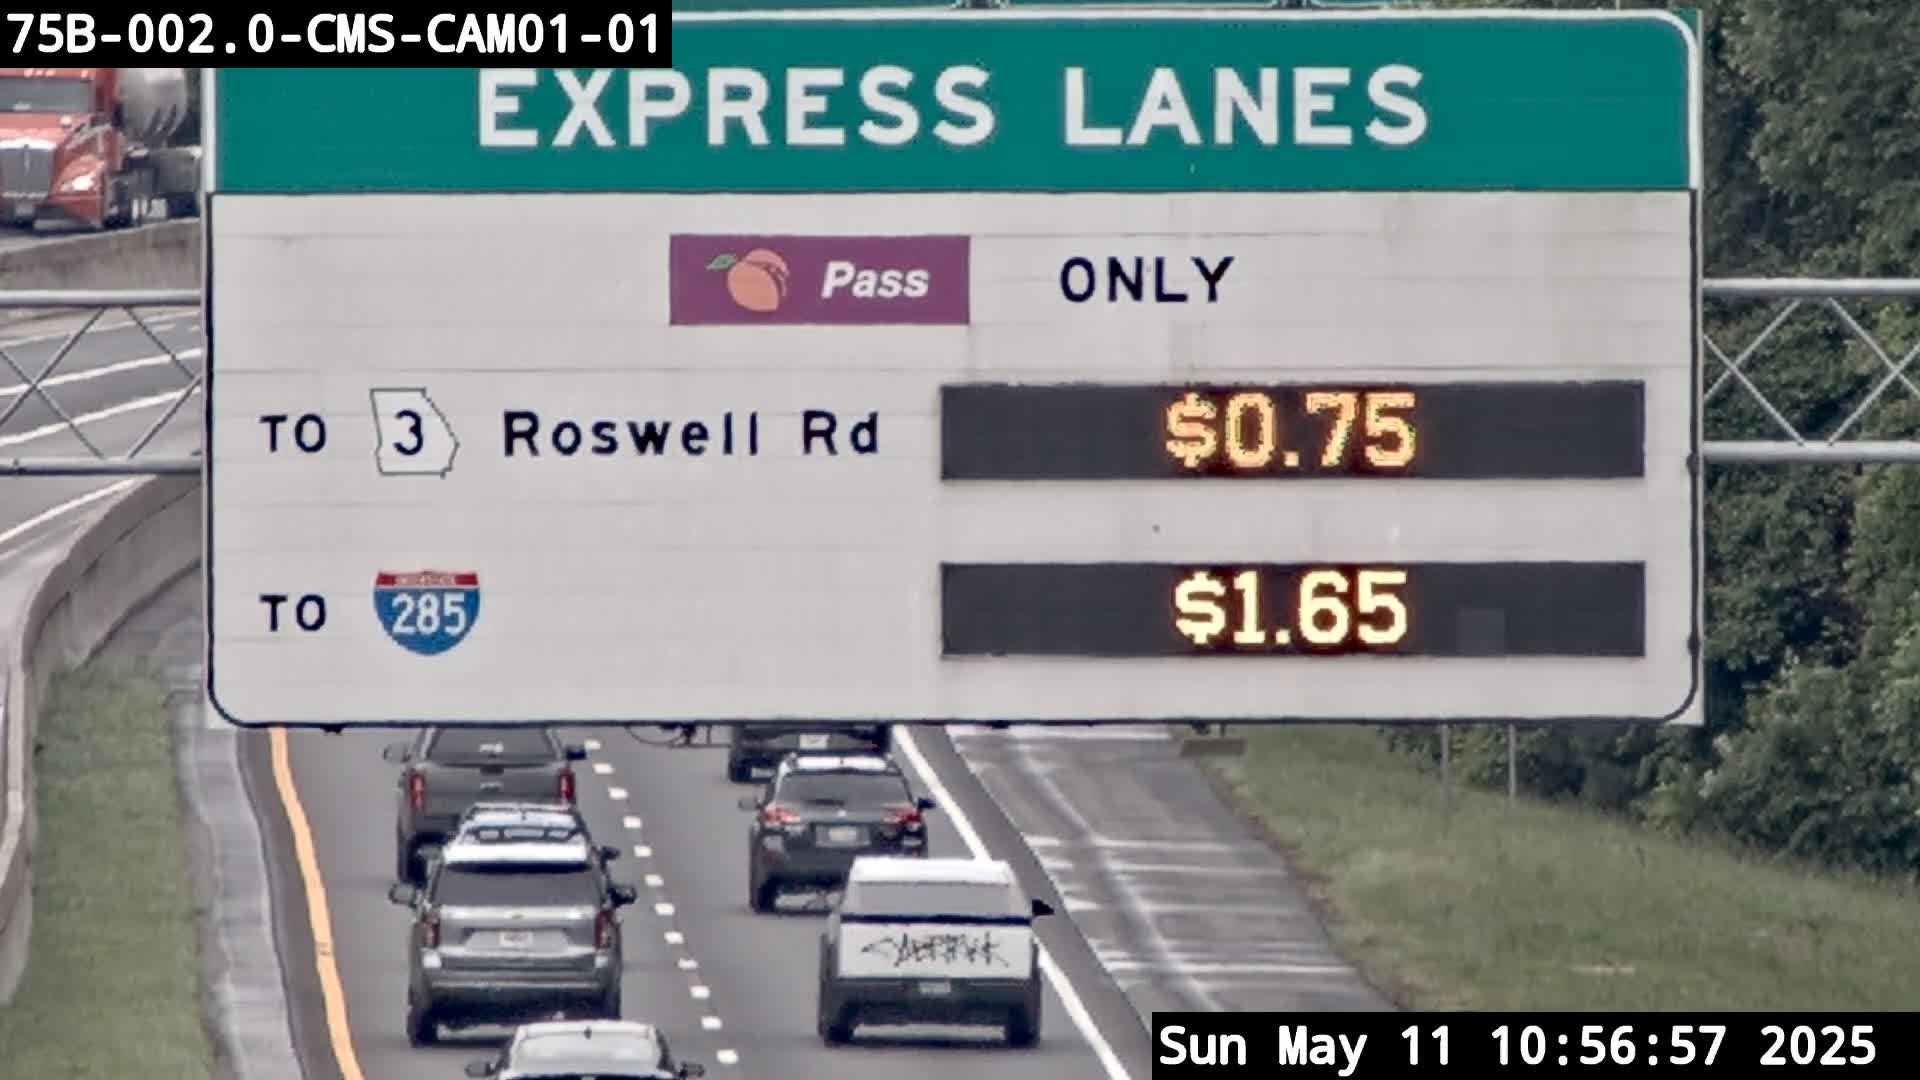 75B-002.0-CMS-CAM01-01
EXPRESS LANES
Pass ONLY
TO 3 Roswell Rd $0.75
TO 285 $1.65
CYBERTRUCK
Sun May 11 10:56:57 2025